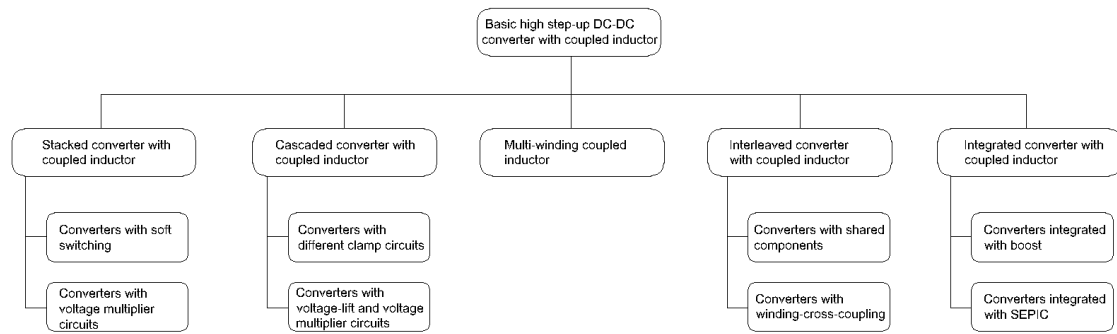 Basic high step-up DC-DC
converter with coupled inductor
Stacked converter with
coupled inductor
Cascaded converter with
coupled inductor
Multi-winding coupled
inductor
Interleaved converter
with coupled inductor
Integrated converter with
coupled inductor
Converters with soft
switching
Converters with
different clamp circuits
Converters with shared
components
Converters integrated
with boost
Converters with
voltage multiplier
circuits
Converters with
voltage-lift and voltage
multiplier circuits
Converters with
winding-cross-coupling
Converters integrated
with SEPIC